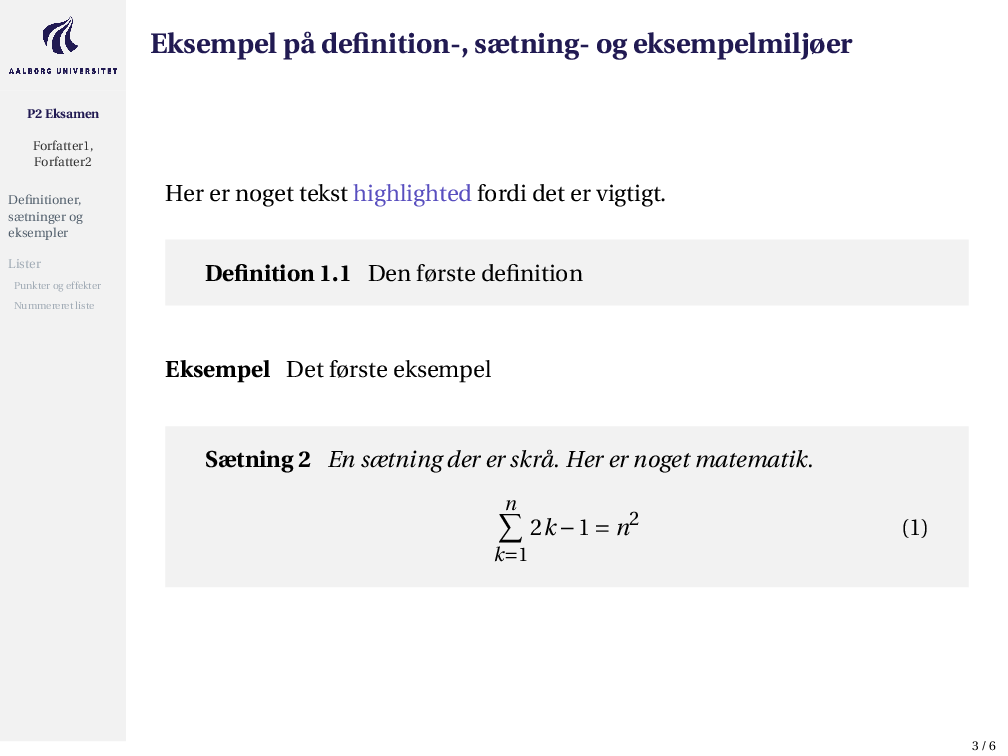 AALBORG UNIVERSITET
P2 Eksamen
Forfatter1,
Forfatter2
Definitioner,
sætninger og
eksempler
Lister
Punkter og effekter
Nummereret liste
Eksempel på definition-, sætning- og eksempelmiljøer
Her er noget tekst highlighted fordi det er vigtigt.
Definition 1.1 Den første definition
Eksempel Det første eksempel
Sætning 2 En sætning der er skrå. Her er noget matematik.
n
∑ 2k − 1 = n² (1)
k=1
3 / 6